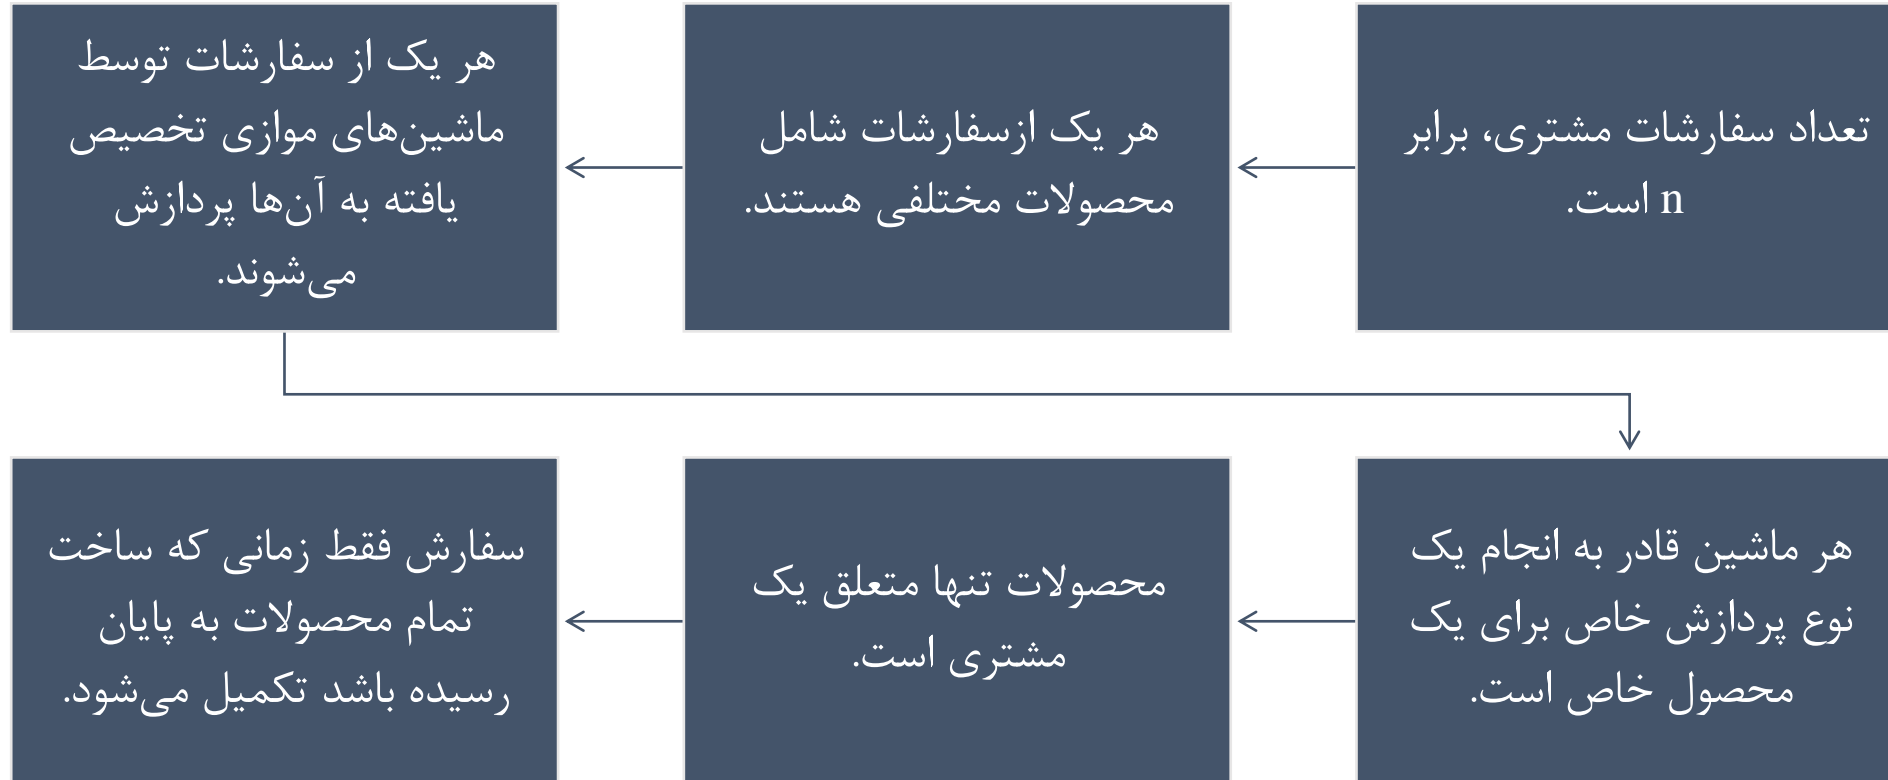 تعداد سفارشات مشتری، برابر
n است.
هر یک ازسفارشات شامل
محصولات مختلفی هستند.
هر یک از سفارشات توسط
ماشین‌های موازی تخصیص
یافته به آن‌ها پردازش
می‌شوند.
هر ماشین قادر به انجام یک
نوع پردازش خاص برای یک
محصول خاص است.
محصولات تنها متعلق یک
مشتری است.
سفارش فقط زمانی که ساخت
تمام محصولات به پایان
رسیده باشد تکمیل می‌شود.